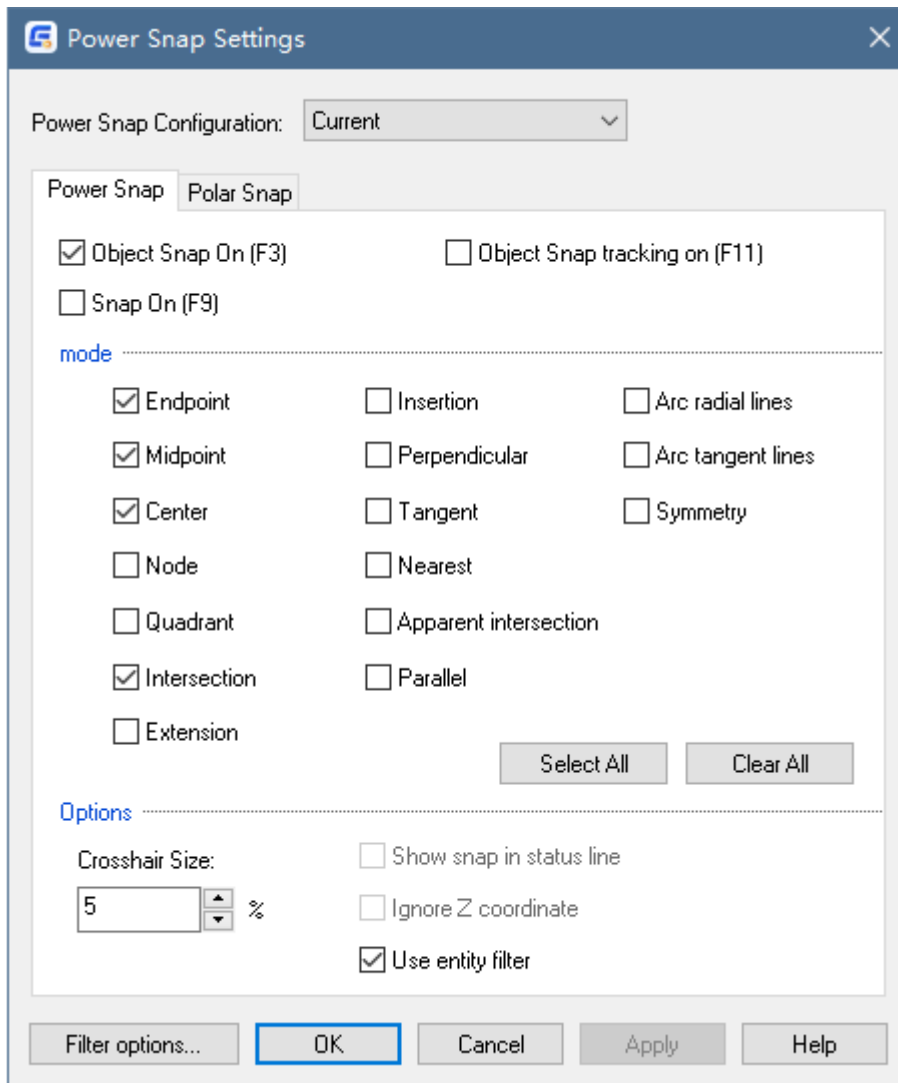 Power Snap Settings
Power Snap Configuration: Current
Power Snap Polar Snap
Object Snap On (F3) Object Snap tracking on (F11)
Snap On (F9)
mode
Endpoint Insertion Arc radial lines
Midpoint Perpendicular Arc tangent lines
Center Tangent Symmetry
Node Nearest
Quadrant Apparent intersection
Intersection Parallel
Extension
Select All Clear All
Options
Crosshair Size: Show snap in status line
5 % Ignore Z coordinate
Use entity filter
Filter options... OK Cancel Apply Help